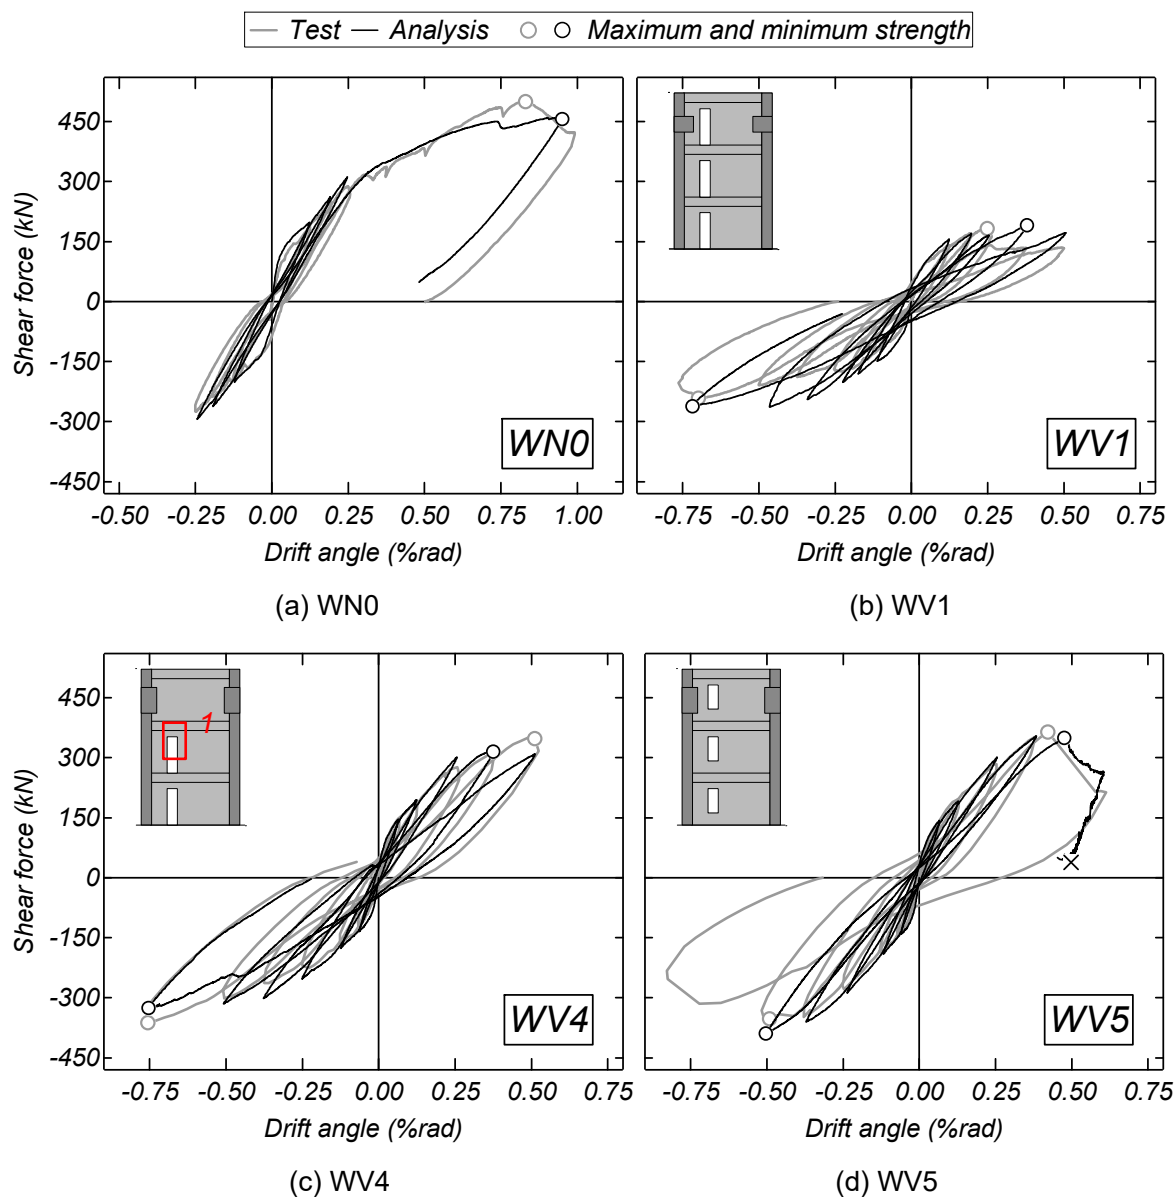 Test Analysis Maximum and minimum strength
450
300
150
0
-150
-300
-450
Shear force (kN)
WN0
-0.50 -0.25 0.00 0.25 0.50 0.75 1.00
Drift angle (%rad)
(a) WN0
WV1
-0.75 -0.50 -0.25 0.00 0.25 0.50 0.75
Drift angle (%rad)
(b) WV1
450
300
150
0
-150
-300
-450
Shear force (kN)
1
WV4
-0.75 -0.50 -0.25 0.00 0.25 0.50 0.75
Drift angle (%rad)
(c) WV4
WV5
-0.75 -0.50 -0.25 0.00 0.25 0.50 0.75
Drift angle (%rad)
(d) WV5